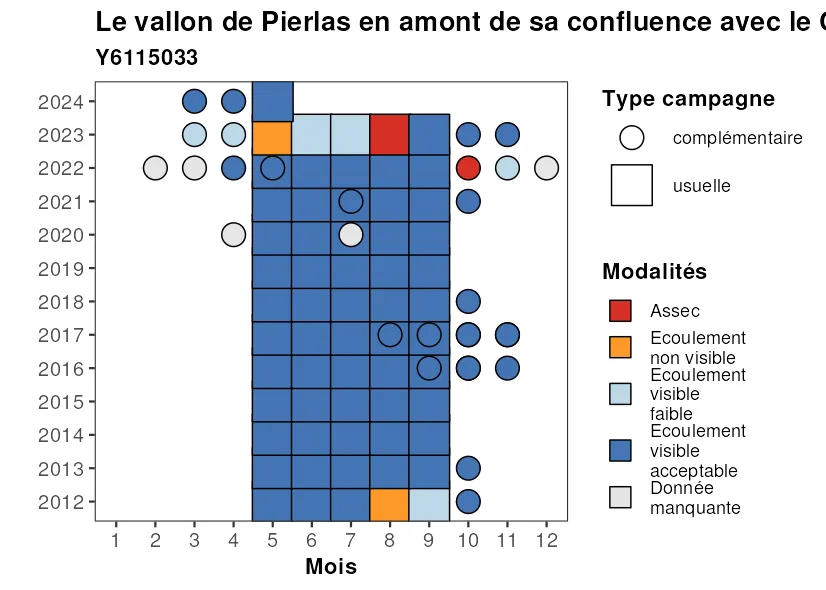 Le vallon de Pierlas en amont de sa confluence avec le
Y6115033
2024
2023
2022
2021
2020
2019
2018
2017
2016
2015
2014
2013
2012
1 2 3 4 5 6 7 8 9 10 11 12
Mois
Type campagne
complémentaire
usuelle
Modalités
Assec
Ecoulement
non visible
Ecoulement
visible
faible
Ecoulement
visible
acceptable
Donnée
manquante